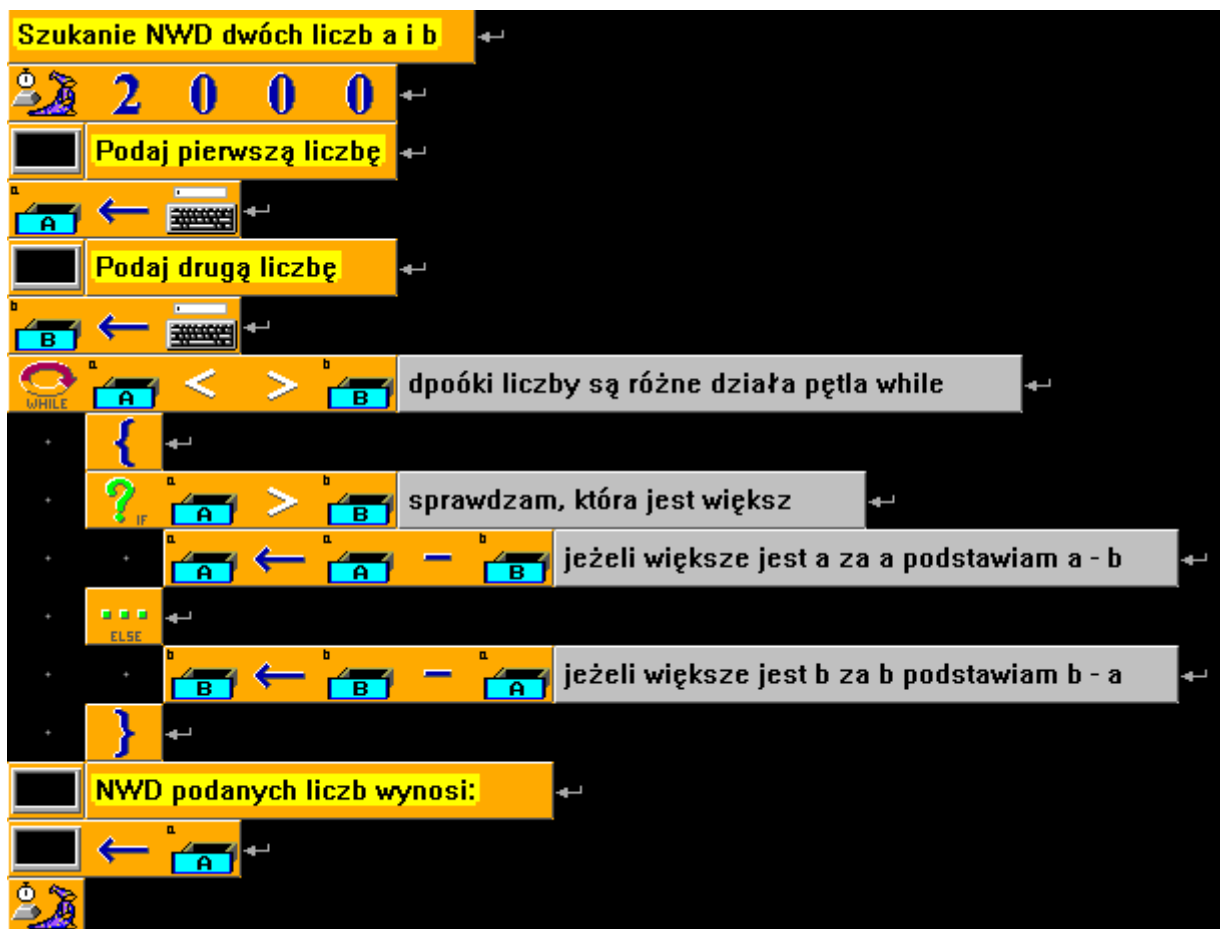 Szukanie NWD dwóch liczb a i b
2 0 0 0
Podaj pierwszą liczbę
a A ←
Podaj drugą liczbę
b B ←
WHILE a A < > b B dpoóki liczby są różne działa pętla while
{
? IF a A > b B sprawdzam, która jest większ
a A ← a A - b B jeżeli większe jest a za a podstawiam a - b
... ELSE
b B ← b B - a A jeżeli większe jest b za b podstawiam b - a
}
NWD podanych liczb wynosi:
← a A